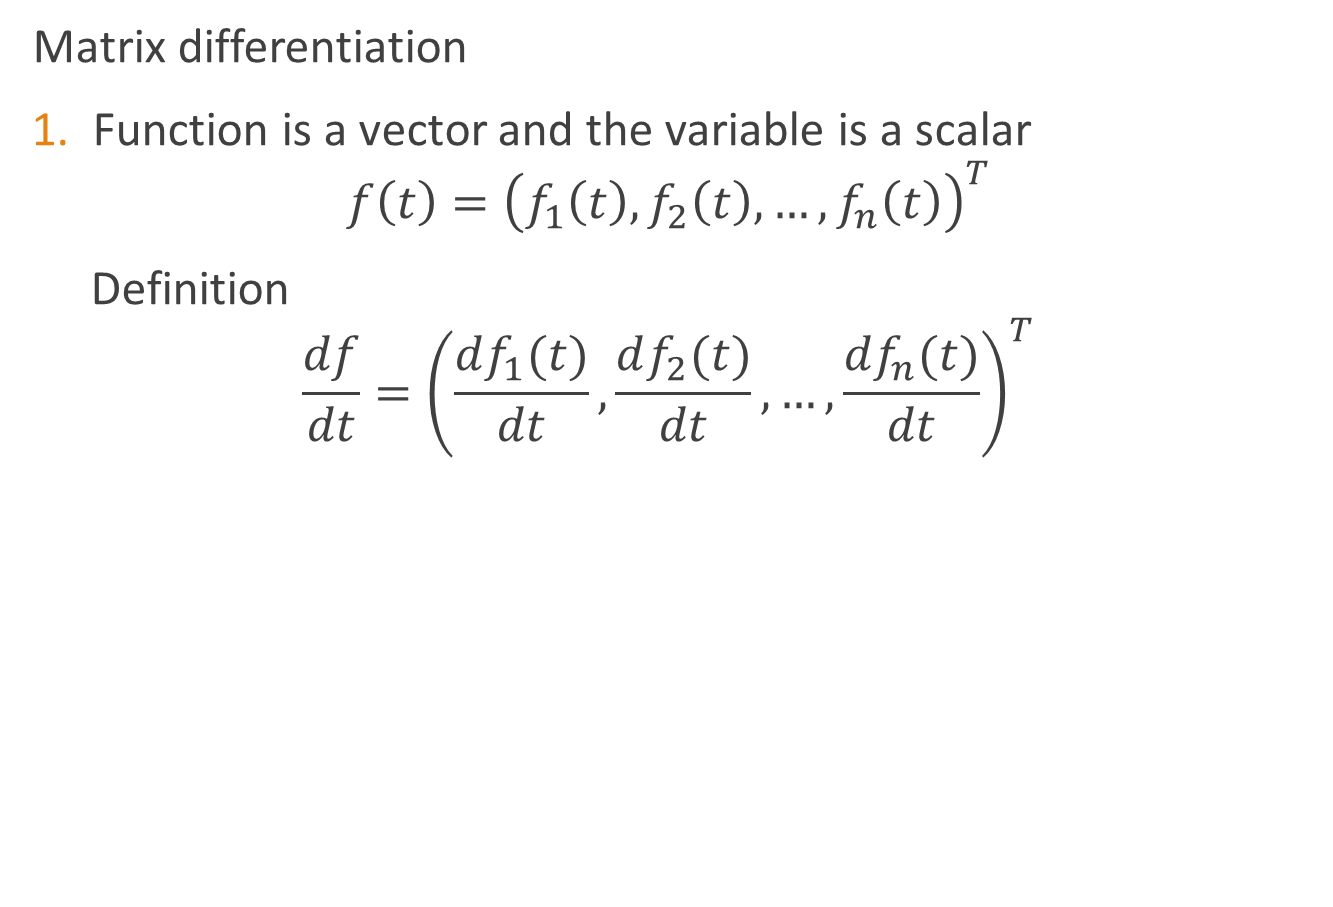 Matrix differentiation
1. Function is a vector and the variable is a scalar
f(t) = (f₁(t), f₂(t), …, fₙ(t))ᵀ
Definition
df/dt = (df₁(t)/dt, df₂(t)/dt, …, dfₙ(t)/dt)ᵀ